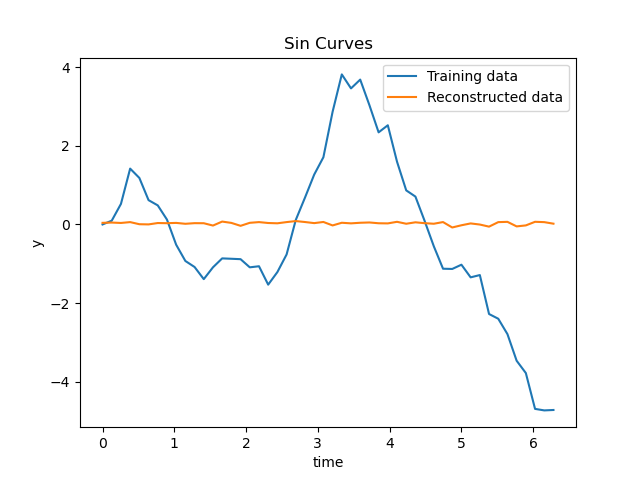 Sin Curves
Training data
Reconstructed data
4
2
0
−2
−4
y
0 1 2 3 4 5 6
time